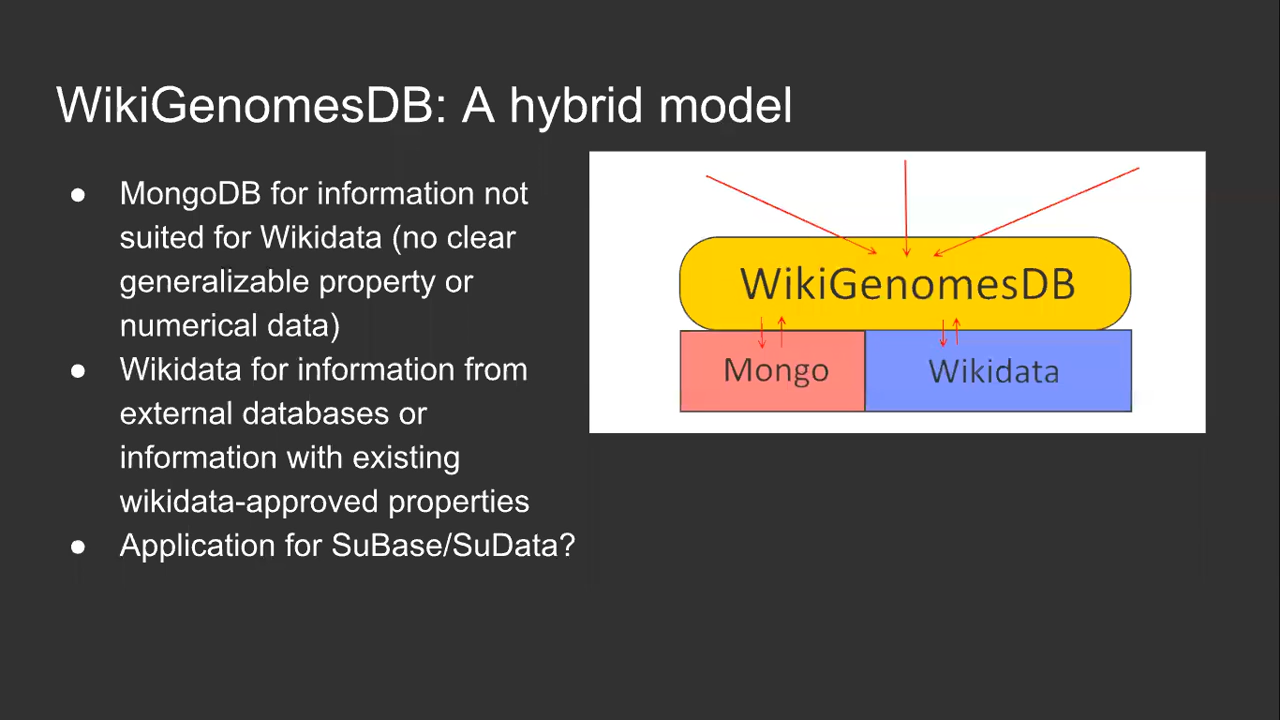 WikiGenomesDB: A hybrid model
● MongoDB for information not
suited for Wikidata (no clear
generalizable property or
numerical data)
● Wikidata for information from
external databases or
information with existing
wikidata-approved properties
● Application for SuBase/SuData?
WikiGenomesDB
Mongo
Wikidata